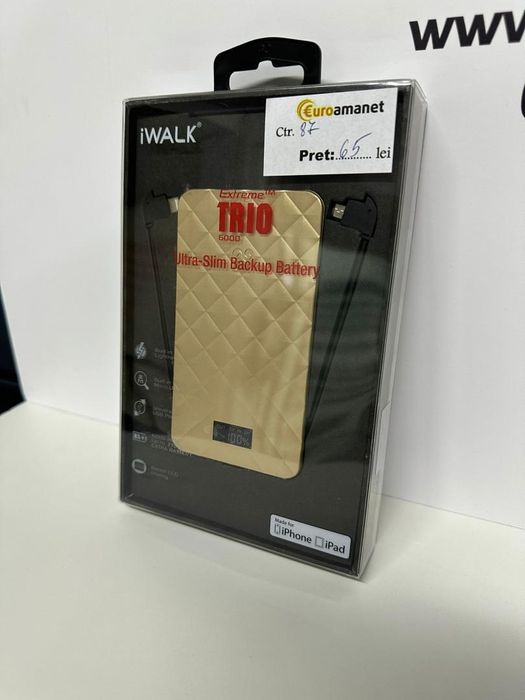 www.
iWALK®
Euroamanet
Ctr. 87
Pret: 65 lei
Extreme™
TRIO
6000
Ultra-Slim Backup Battery
100%
Made for
iPhone iPad